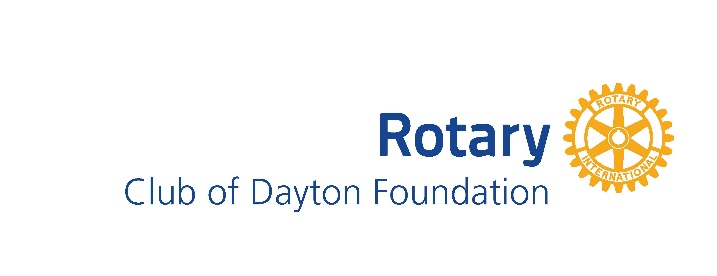 Rotary
Club of Dayton Foundation
ROTARY
INTERNATIONAL